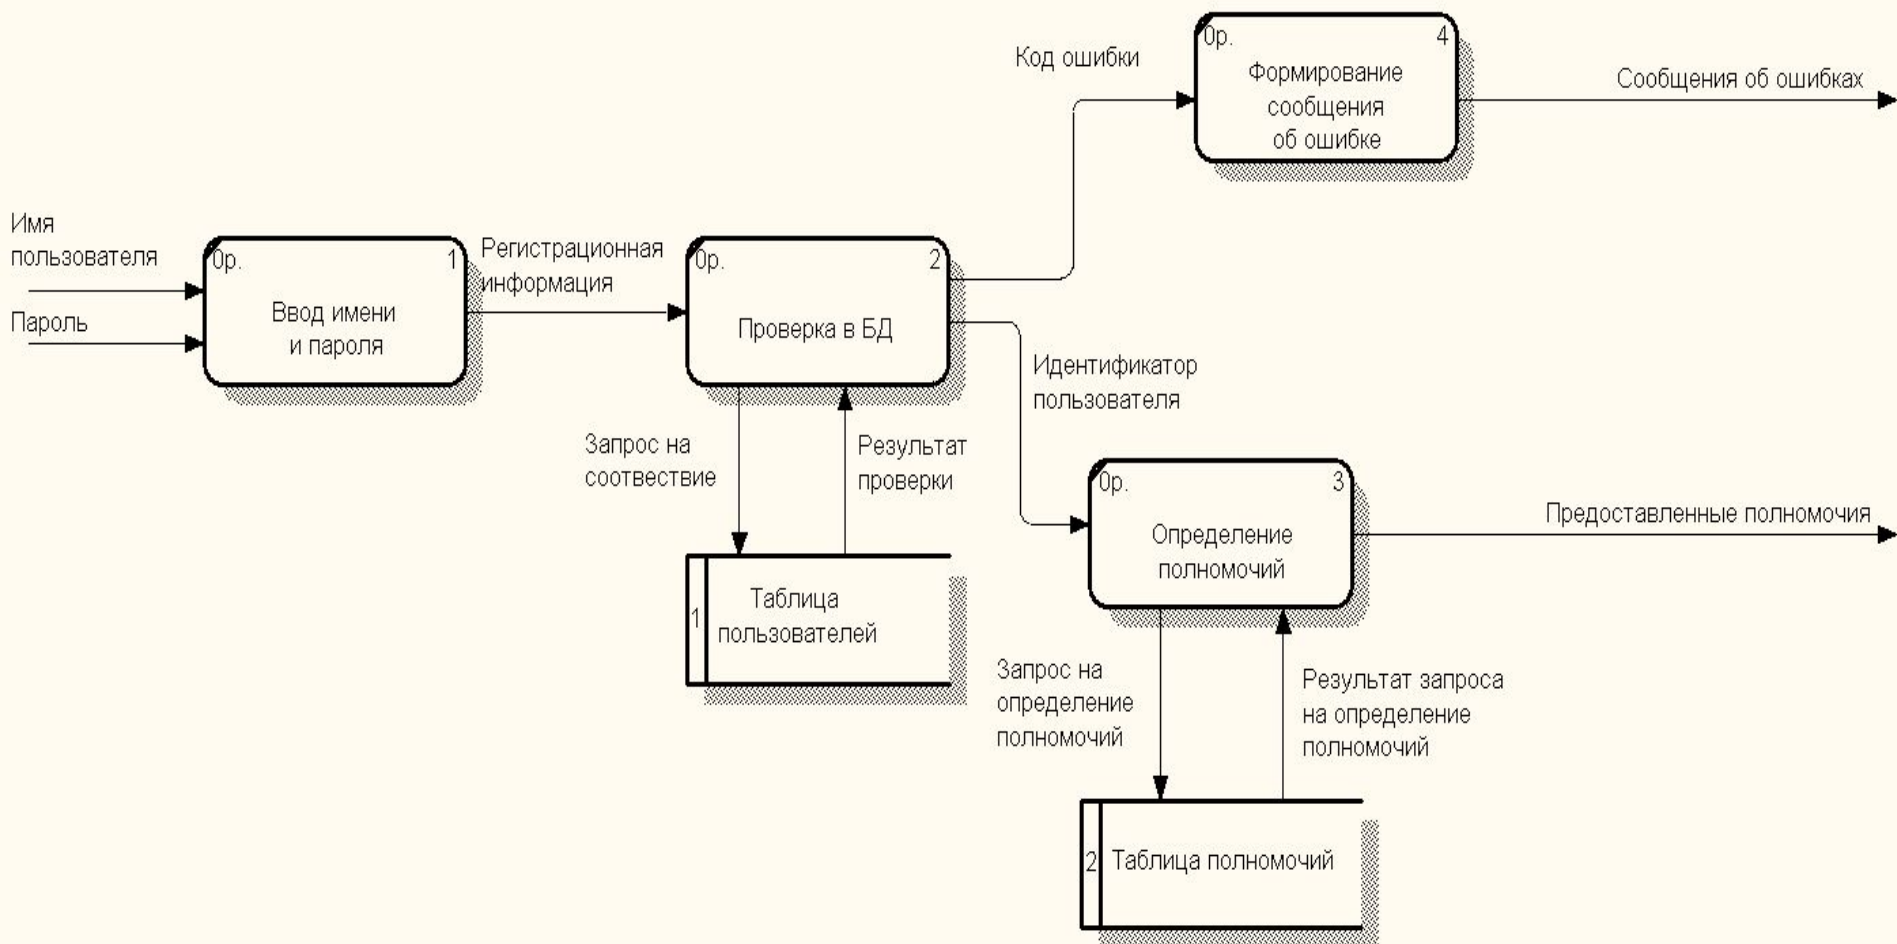 Код ошибки
0р.
4
Формирование
сообщения
об ошибке
Сообщения об ошибках
Имя
пользователя
Пароль
0р.
1
Ввод имени
и пароля
Регистрационная
информация
0р.
2
Проверка в БД
Идентификатор
пользователя
Запрос на
соотвествие
Результат
проверки
1
Таблица
пользователей
0р.
3
Определение
полномочий
Предоставленные полномочия
Запрос на
определение
полномочий
Результат запроса
на определение
полномочий
2
Таблица полномочий